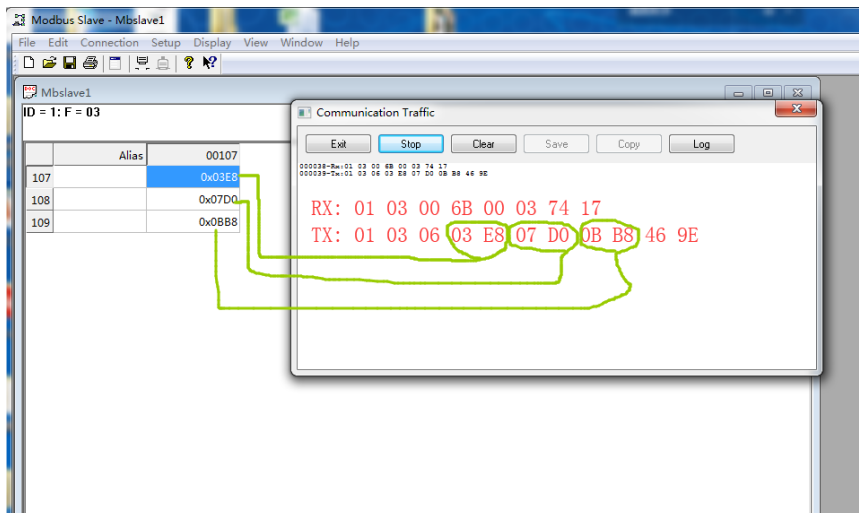 Modbus Slave - Mbslave1
File Edit Connection Setup Display View Window Help
Mbslave1
ID = 1: F = 03
Communication Traffic
Exit Stop Clear Save Copy Log
000038-Rx:01 03 00 6B 00 03 74 17
000039-Tx:01 03 06 03 E8 07 D0 0B B8 46 9E
RX: 01 03 00 6B 00 03 74 17
TX: 01 03 06 03 E8 07 D0 0B B8 46 9E
Alias 00107
107 0x03E8
108 0x07D0
109 0x0BB8